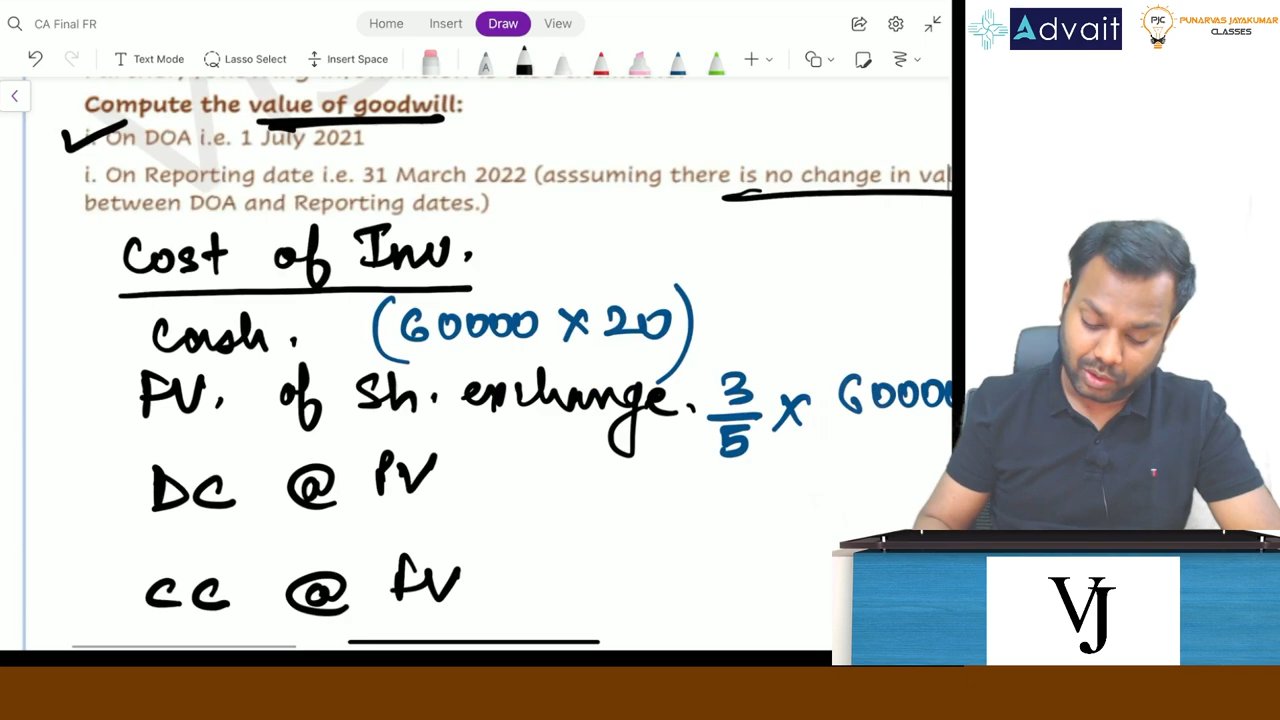 CA Final FR
Home Insert Draw View
Advait
PJC PUNARVAS JAYAKUMAR CLASSES
Text Mode Lasso Select Insert Space
Compute the value of goodwill:
i. On DOA i.e. 1 July 2021
i. On Reporting date i.e. 31 March 2022 (asssuming there is no change in val
between DOA and Reporting dates.)
Cost of Inv.
Cash. (60000 x 20)
FV. of Sh. exchange. 3/5 x 60000
DC @ PV
CC @ FV
VJ